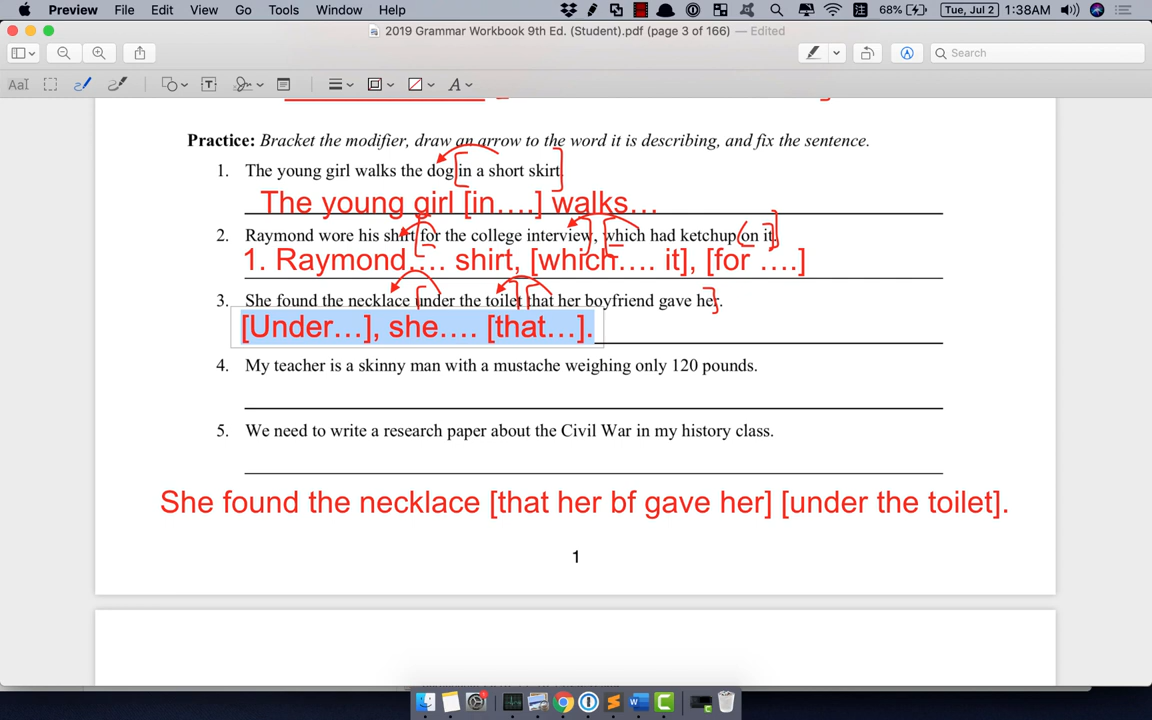 Preview File Edit View Go Tools Window Help 68% Tue, Jul 2 1:38AM
2019 Grammar Workbook 9th Ed. (Student).pdf (page 3 of 166) — Edited
Search
AaI T A
Practice: Bracket the modifier, draw an arrow to the word it is describing, and fix the sentence.
1. The young girl walks the dog [in a short skirt].
The young girl [in….] walks…
2. Raymond wore his shirt [for the college interview], [which had ketchup (on it].
1. Raymond…. shirt, [which…. it], [for ….]
3. She found the necklace [under the toilet] [that her boyfriend gave her].
[Under…], she…. [that…].
4. My teacher is a skinny man with a mustache weighing only 120 pounds.
5. We need to write a research paper about the Civil War in my history class.
She found the necklace [that her bf gave her] [under the toilet].
1